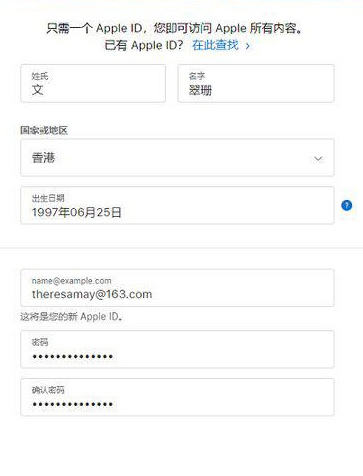 只需一个 Apple ID，您即可访问 Apple 所有内容。
已有 Apple ID？ 在此查找 ›
姓氏
文
名字
翠珊
国家或地区
香港
出生日期
1997年06月25日
?
name@example.com
theresamay@163.com
这将是您的新 Apple ID。
密码
••••••••••••••
确认密码
••••••••••••••